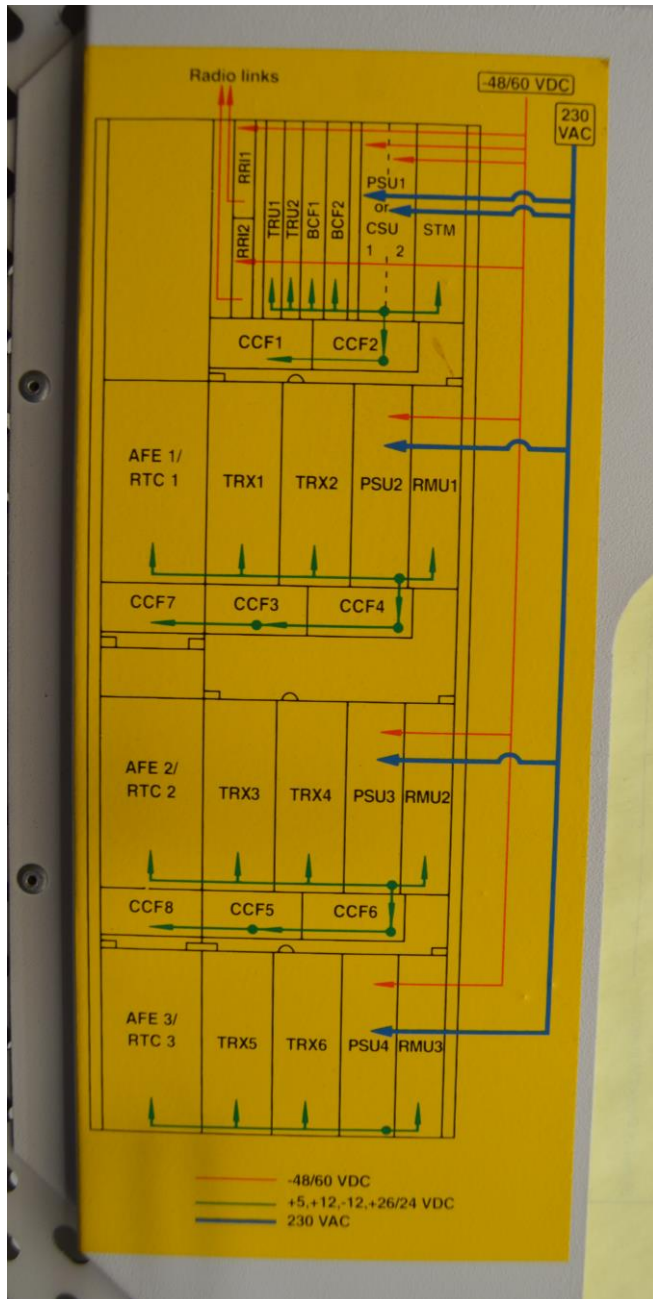 Radio links
-48/60 VDC
230
VAC
RRI1
RRI2
TRU1
TRU2
BCF1
BCF2
PSU1
or
CSU
1 2
STM
CCF1 CCF2
AFE 1/
RTC 1
TRX1 TRX2 PSU2 RMU1
CCF7 CCF3 CCF4
AFE 2/
RTC 2
TRX3 TRX4 PSU3 RMU2
CCF8 CCF5 CCF6
AFE 3/
RTC 3
TRX5 TRX6 PSU4 RMU3
-48/60 VDC
+5,+12,-12,+26/24 VDC
230 VAC